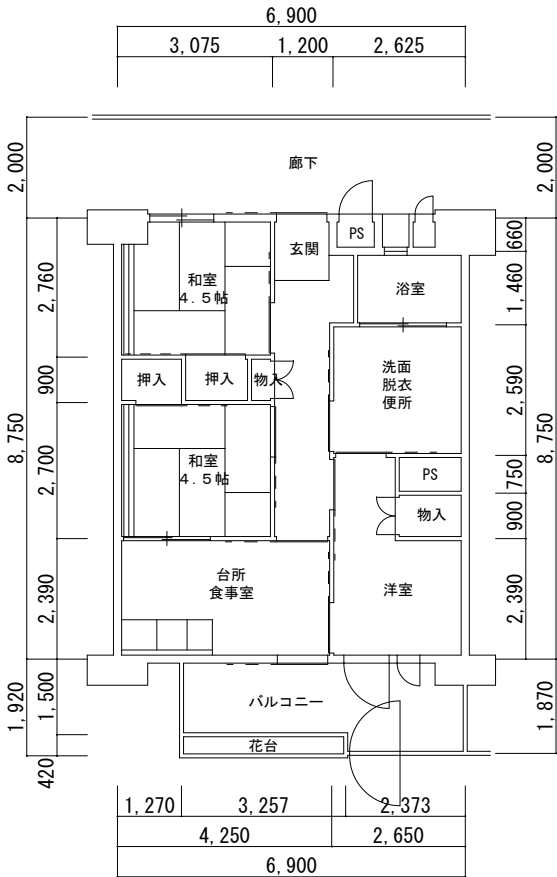 6,900
3,075
1,200
2,625
2,000
2,000
廊下
PS
玄関
660
和室
4.5帖
浴室
2,760
1,460
押入
押入
物入
洗面
脱衣
便所
900
2,590
8,750
8,750
和室
4.5帖
2,700
PS
750
物入
900
台所
食事室
洋室
2,390
2,390
バルコニー
1,920
1,500
1,870
花台
420
1,270
3,257
2,373
4,250
2,650
6,900